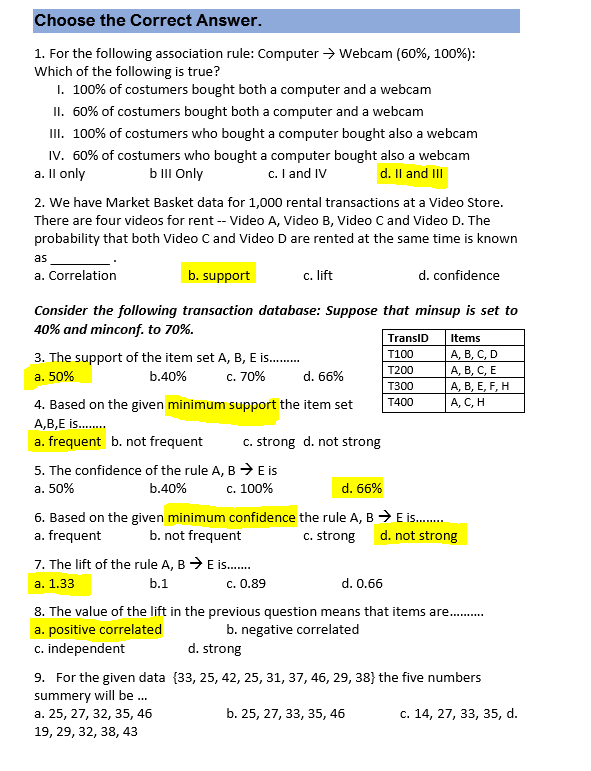 Choose the Correct Answer.
1. For the following association rule: Computer → Webcam (60%, 100%):
Which of the following is true?
I. 100% of costumers bought both a computer and a webcam
II. 60% of costumers bought both a computer and a webcam
III. 100% of costumers who bought a computer bought also a webcam
IV. 60% of costumers who bought a computer bought also a webcam
a. II only b III Only c. I and IV d. II and III
2. We have Market Basket data for 1,000 rental transactions at a Video Store.
There are four videos for rent -- Video A, Video B, Video C and Video D. The
probability that both Video C and Video D are rented at the same time is known
as ________ .
a. Correlation b. support c. lift d. confidence
Consider the following transaction database: Suppose that minsup is set to
40% and minconf. to 70%.
TransID Items
T100 A, B, C, D
T200 A, B, C, E
T300 A, B, E, F, H
T400 A, C, H
3. The support of the item set A, B, E is.........
a. 50% b.40% c. 70% d. 66%
4. Based on the given minimum support the item set
A,B,E is........
a. frequent b. not frequent c. strong d. not strong
5. The confidence of the rule A, B → E is
a. 50% b.40% c. 100% d. 66%
6. Based on the given minimum confidence the rule A, B → E is........
a. frequent b. not frequent c. strong d. not strong
7. The lift of the rule A, B → E is.......
a. 1.33 b.1 c. 0.89 d. 0.66
8. The value of the lift in the previous question means that items are..........
a. positive correlated b. negative correlated
c. independent d. strong
9. For the given data {33, 25, 42, 25, 31, 37, 46, 29, 38} the five numbers
summery will be ...
a. 25, 27, 32, 35, 46 b. 25, 27, 33, 35, 46 c. 14, 27, 33, 35, d.
19, 29, 32, 38, 43